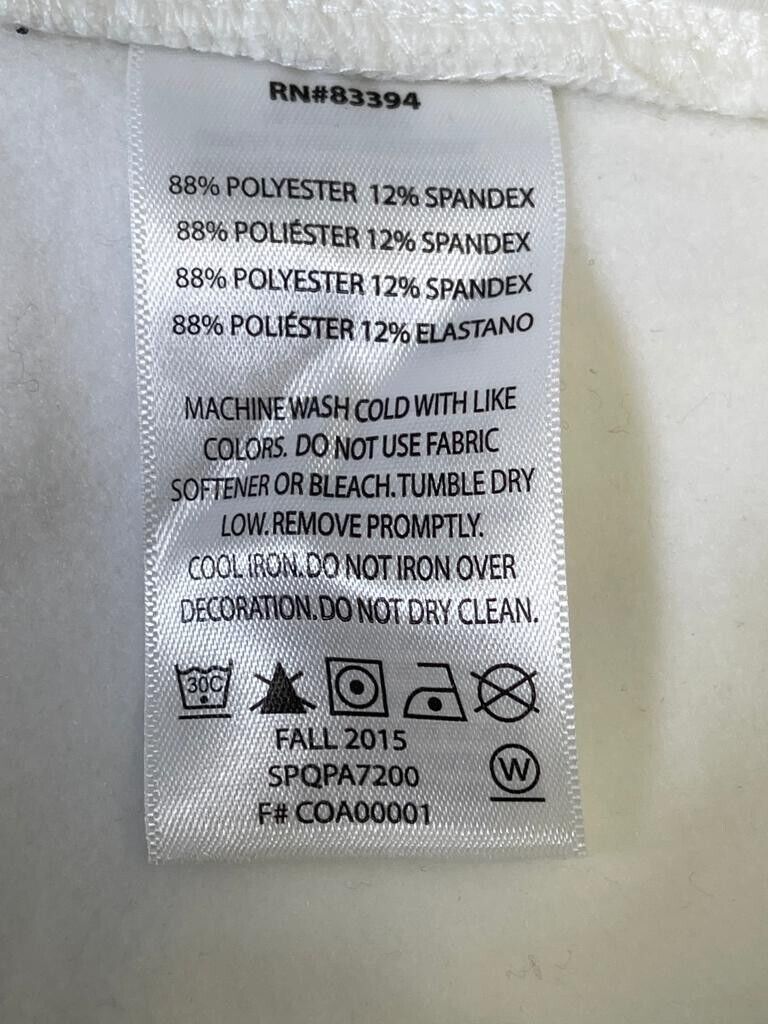 RN#83394
88% POLYESTER 12% SPANDEX
88% POLIÉSTER 12% SPANDEX
88% POLYESTER 12% SPANDEX
88% POLIÉSTER 12% ELASTANO
MACHINE WASH COLD WITH LIKE
COLORS. DO NOT USE FABRIC
SOFTENER OR BLEACH. TUMBLE DRY
LOW. REMOVE PROMPTLY.
COOL IRON. DO NOT IRON OVER
DECORATION. DO NOT DRY CLEAN.
30C
FALL 2015
SPQPA7200
W
F# COA00001